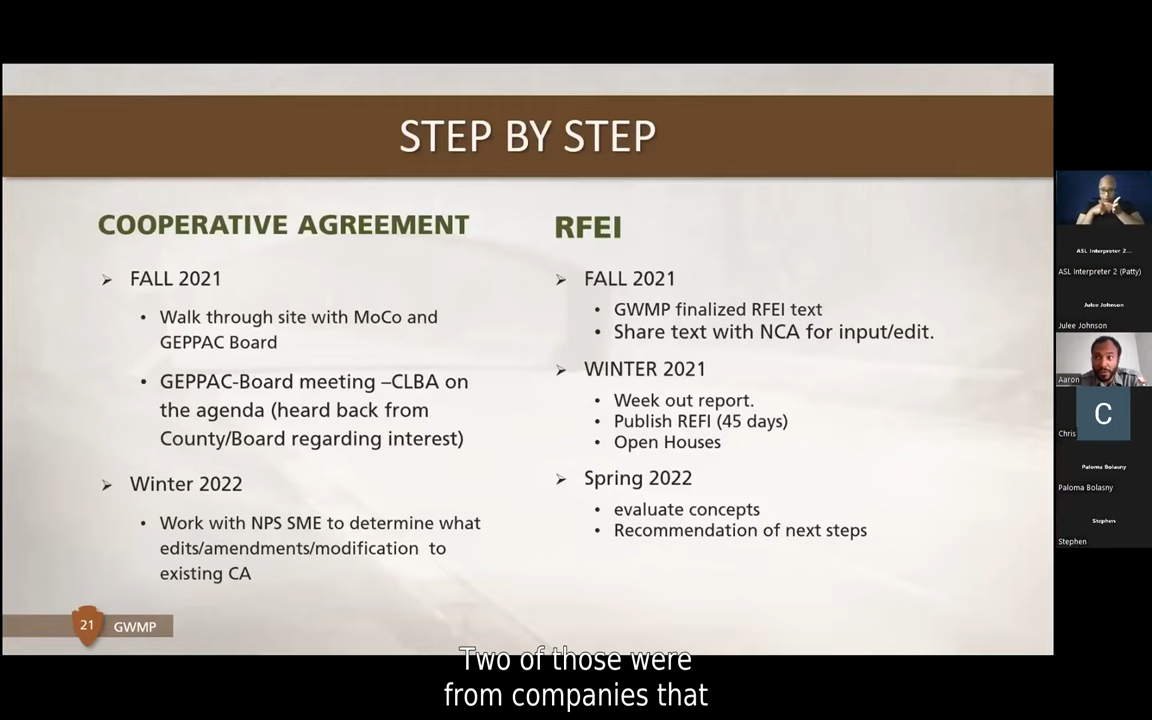 STEP BY STEP
COOPERATIVE AGREEMENT
➢ FALL 2021
• Walk through site with MoCo and
GEPPAC Board
• GEPPAC-Board meeting –CLBA on
the agenda (heard back from
County/Board regarding interest)
➢ Winter 2022
• Work with NPS SME to determine what
edits/amendments/modification to
existing CA
RFEI
➢ FALL 2021
• GWMP finalized RFEI text
• Share text with NCA for input/edit.
➢ WINTER 2021
• Week out report.
• Publish REFI (45 days)
• Open Houses
➢ Spring 2022
• evaluate concepts
• Recommendation of next steps
21 GWMP
ASL Interpreter 2...
ASL Interpreter 2 (Patty)
Julee Johnson
Julee Johnson
Aaron
C
Chris
Paloma Bolasny
Paloma Bolasny
Stephen
Stephen
Two of those were
from companies that